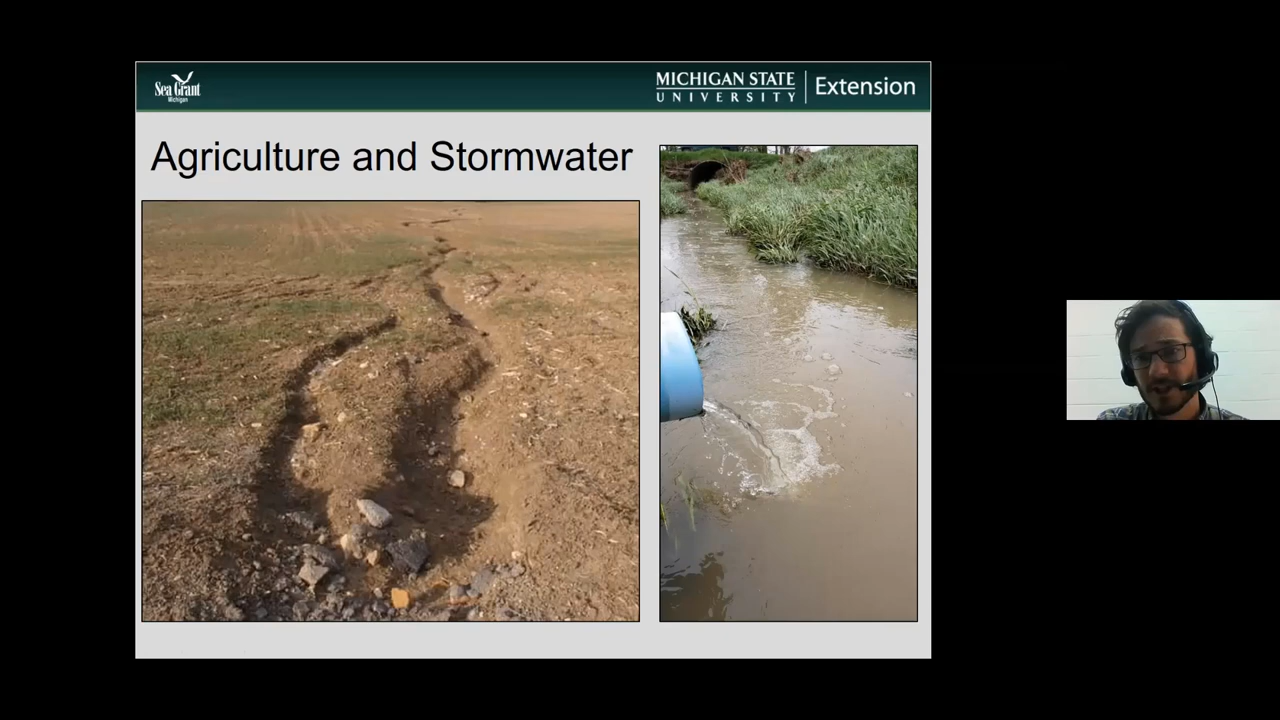 Sea Grant
Michigan
MICHIGAN STATE
UNIVERSITY
Extension
Agriculture and Stormwater